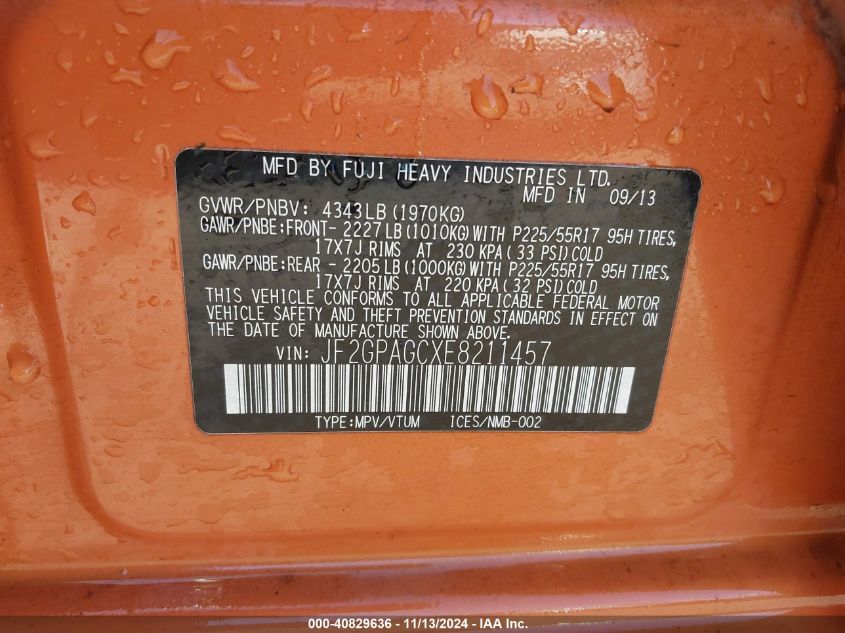 MFD BY FUJI HEAVY INDUSTRIES LTD.
MFD IN 09/13
GVWR/PNBV: 4343LB (1970KG)
GAWR/PNBE:FRONT- 2227 LB (1010KG) WITH P225/55R17 95H TIRES,
17X7J RIMS AT 230 KPA ( 33 PSI) COLD
GAWR/PNBE:REAR - 2205 LB (1000KG) WITH P225/55R17 95H TIRES,
17X7J RIMS AT 220 KPA ( 32 PSI) COLD
THIS VEHICLE CONFORMS TO ALL APPLICABLE FEDERAL MOTOR
VEHICLE SAFETY AND THEFT PREVENTION STANDARDS IN EFFECT ON
THE DATE OF MANUFACTURE SHOWN ABOVE.
VIN: JF2GPAGCXE8211457
TYPE:MPV/VTUM ICES/NMB-002
000-40829636 - 11/13/2024 - IAA Inc.